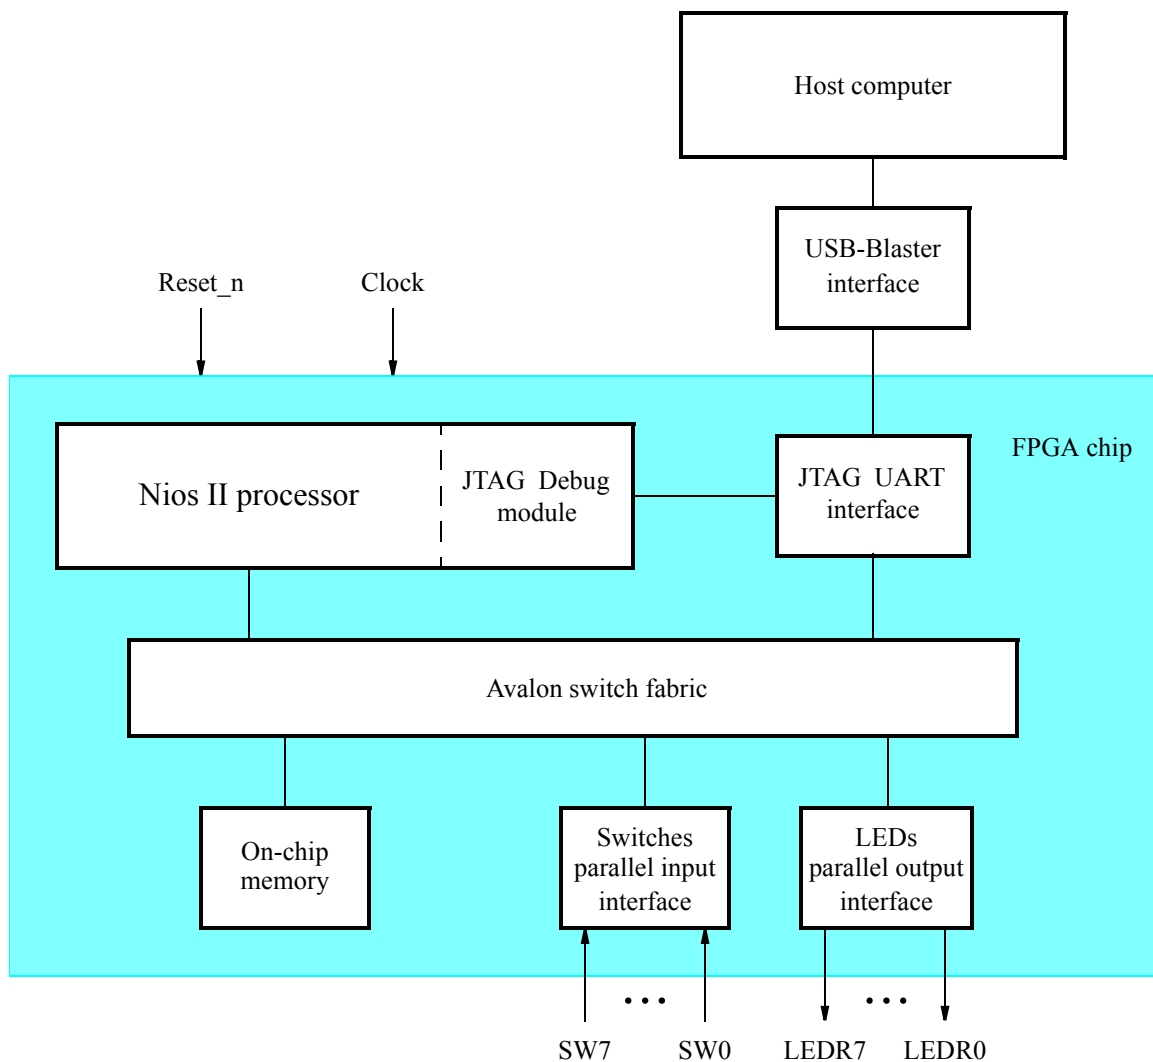 Host computer
USB-Blaster
interface
Reset_n
Clock
FPGA chip
Nios II processor
JTAG Debug
module
JTAG UART
interface
Avalon switch fabric
On-chip
memory
Switches
parallel input
interface
LEDs
parallel output
interface
SW7
SW0
LEDR7
LEDR0